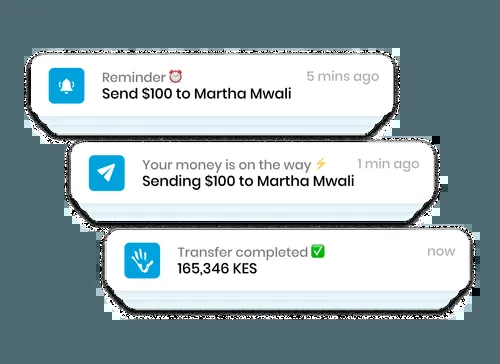 Reminder ⏰ 5 mins ago
Send $100 to Martha Mwali
Your money is on the way ⚡ 1 min ago
Sending $100 to Martha Mwali
Transfer completed ✅ now
165,346 KES